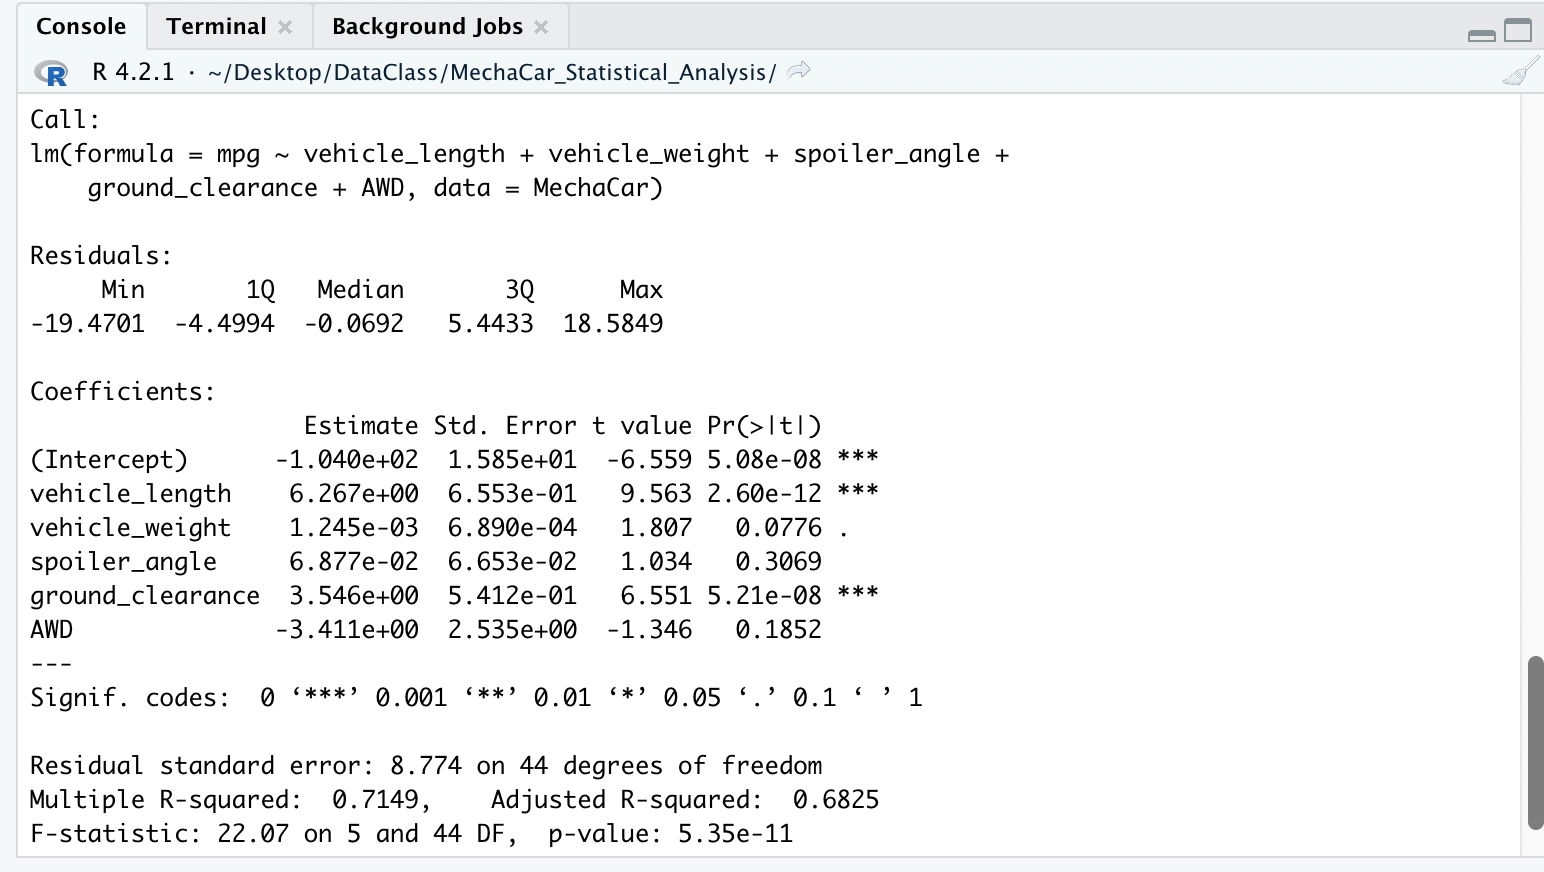 Console Terminal × Background Jobs ×
R R 4.2.1 · ~/Desktop/DataClass/MechaCar_Statistical_Analysis/
Call:
lm(formula = mpg ~ vehicle_length + vehicle_weight + spoiler_angle +
    ground_clearance + AWD, data = MechaCar)

Residuals:
     Min       1Q   Median       3Q      Max
-19.4701  -4.4994  -0.0692   5.4433  18.5849

Coefficients:
                   Estimate Std. Error t value Pr(>|t|)
(Intercept)      -1.040e+02  1.585e+01  -6.559 5.08e-08 ***
vehicle_length    6.267e+00  6.553e-01   9.563 2.60e-12 ***
vehicle_weight    1.245e-03  6.890e-04   1.807   0.0776 .
spoiler_angle     6.877e-02  6.653e-02   1.034   0.3069
ground_clearance  3.546e+00  5.412e-01   6.551 5.21e-08 ***
AWD              -3.411e+00  2.535e+00  -1.346   0.1852
---
Signif. codes:  0 ‘***’ 0.001 ‘**’ 0.01 ‘*’ 0.05 ‘.’ 0.1 ‘ ’ 1

Residual standard error: 8.774 on 44 degrees of freedom
Multiple R-squared:  0.7149,    Adjusted R-squared:  0.6825
F-statistic: 22.07 on 5 and 44 DF,  p-value: 5.35e-11